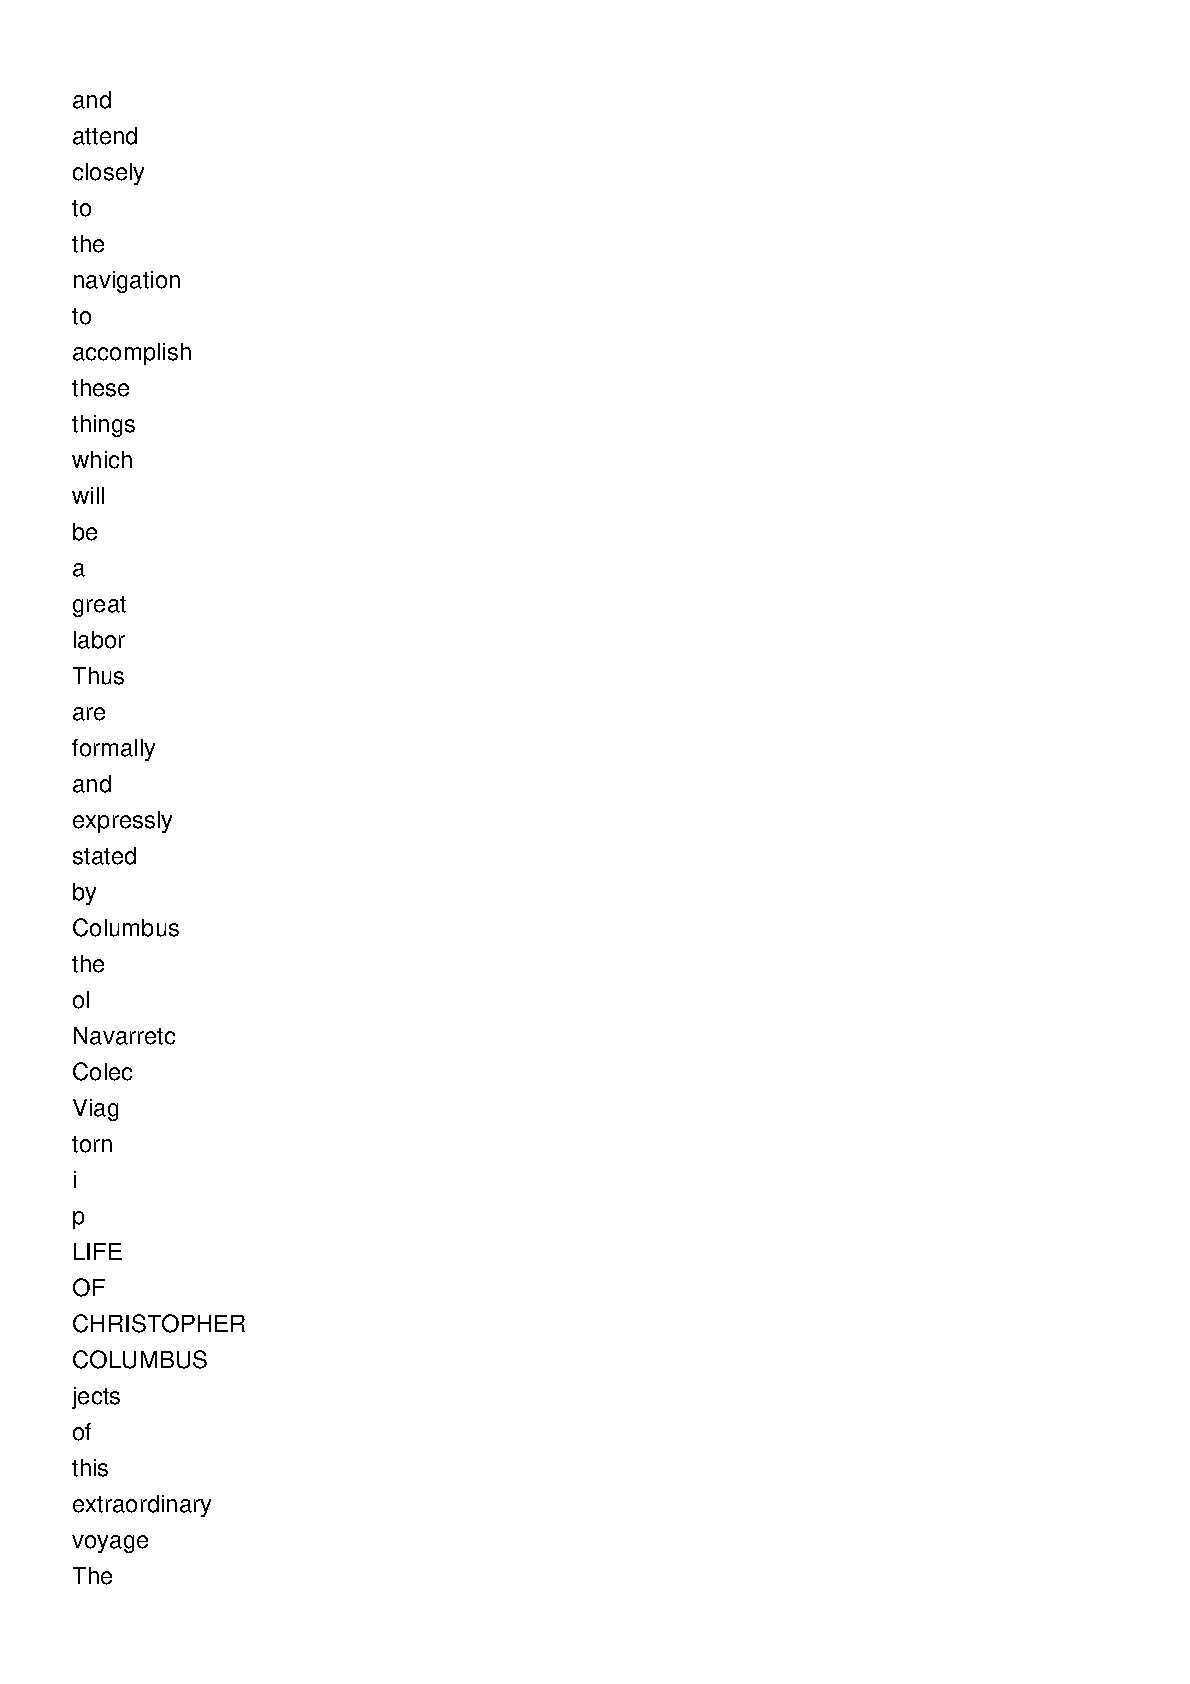 and
attend
closely
to
the
navigation
to
accomplish
these
things
which
will
be
a
great
labor
Thus
are
formally
and
expressly
stated
by
Columbus
the
ol
Navarretc
Colec
Viag
torn
i
p
LIFE
OF
CHRISTOPHER
COLUMBUS
jects
of
this
extraordinary
voyage
The